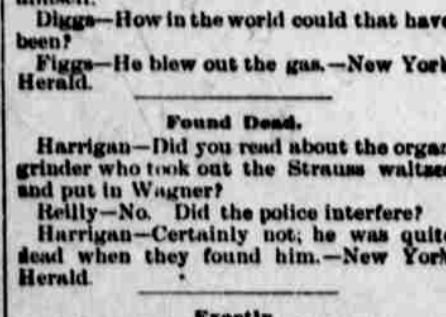 Diggs—How in the world could that have
been?
Figgs—He blew out the gas.—New York
Herald.
Found Dead.
Harrigan—Did you read about the organ
grinder who took out the Strauss waltzes
and put in Wagner?
Reilly—No. Did the police interfere?
Harrigan—Certainly not; he was quite
dead when they found him.—New York
Herald.
Exactly